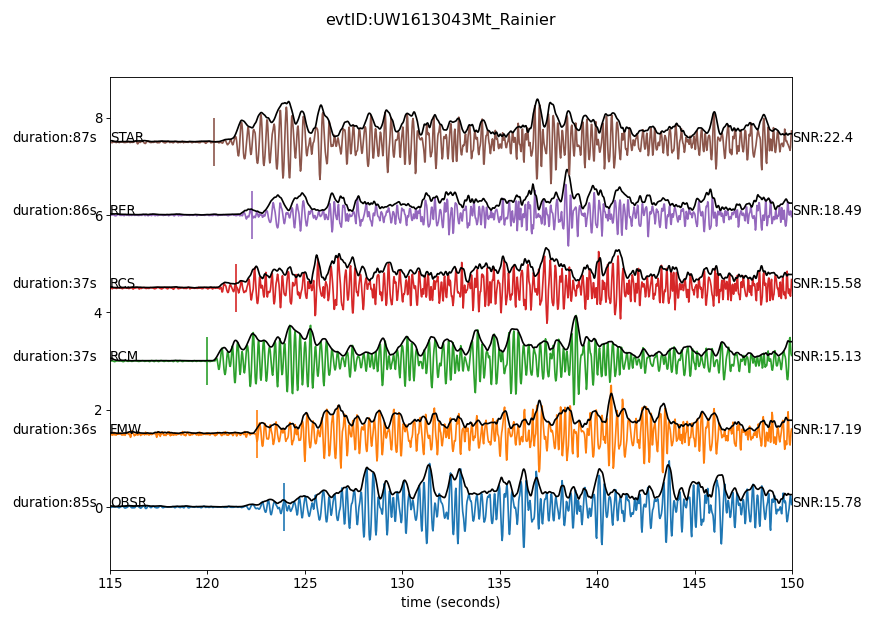 evtID:UW1613043Mt_Rainier
8
duration:87s STAR SNR:22.4
duration:86s RER SNR:18.49
6
duration:37s RCS SNR:15.58
4
duration:37s RCM SNR:15.13
2
duration:36s FMW SNR:17.19
duration:85s OBSR SNR:15.78
0
115 120 125 130 135 140 145 150
time (seconds)